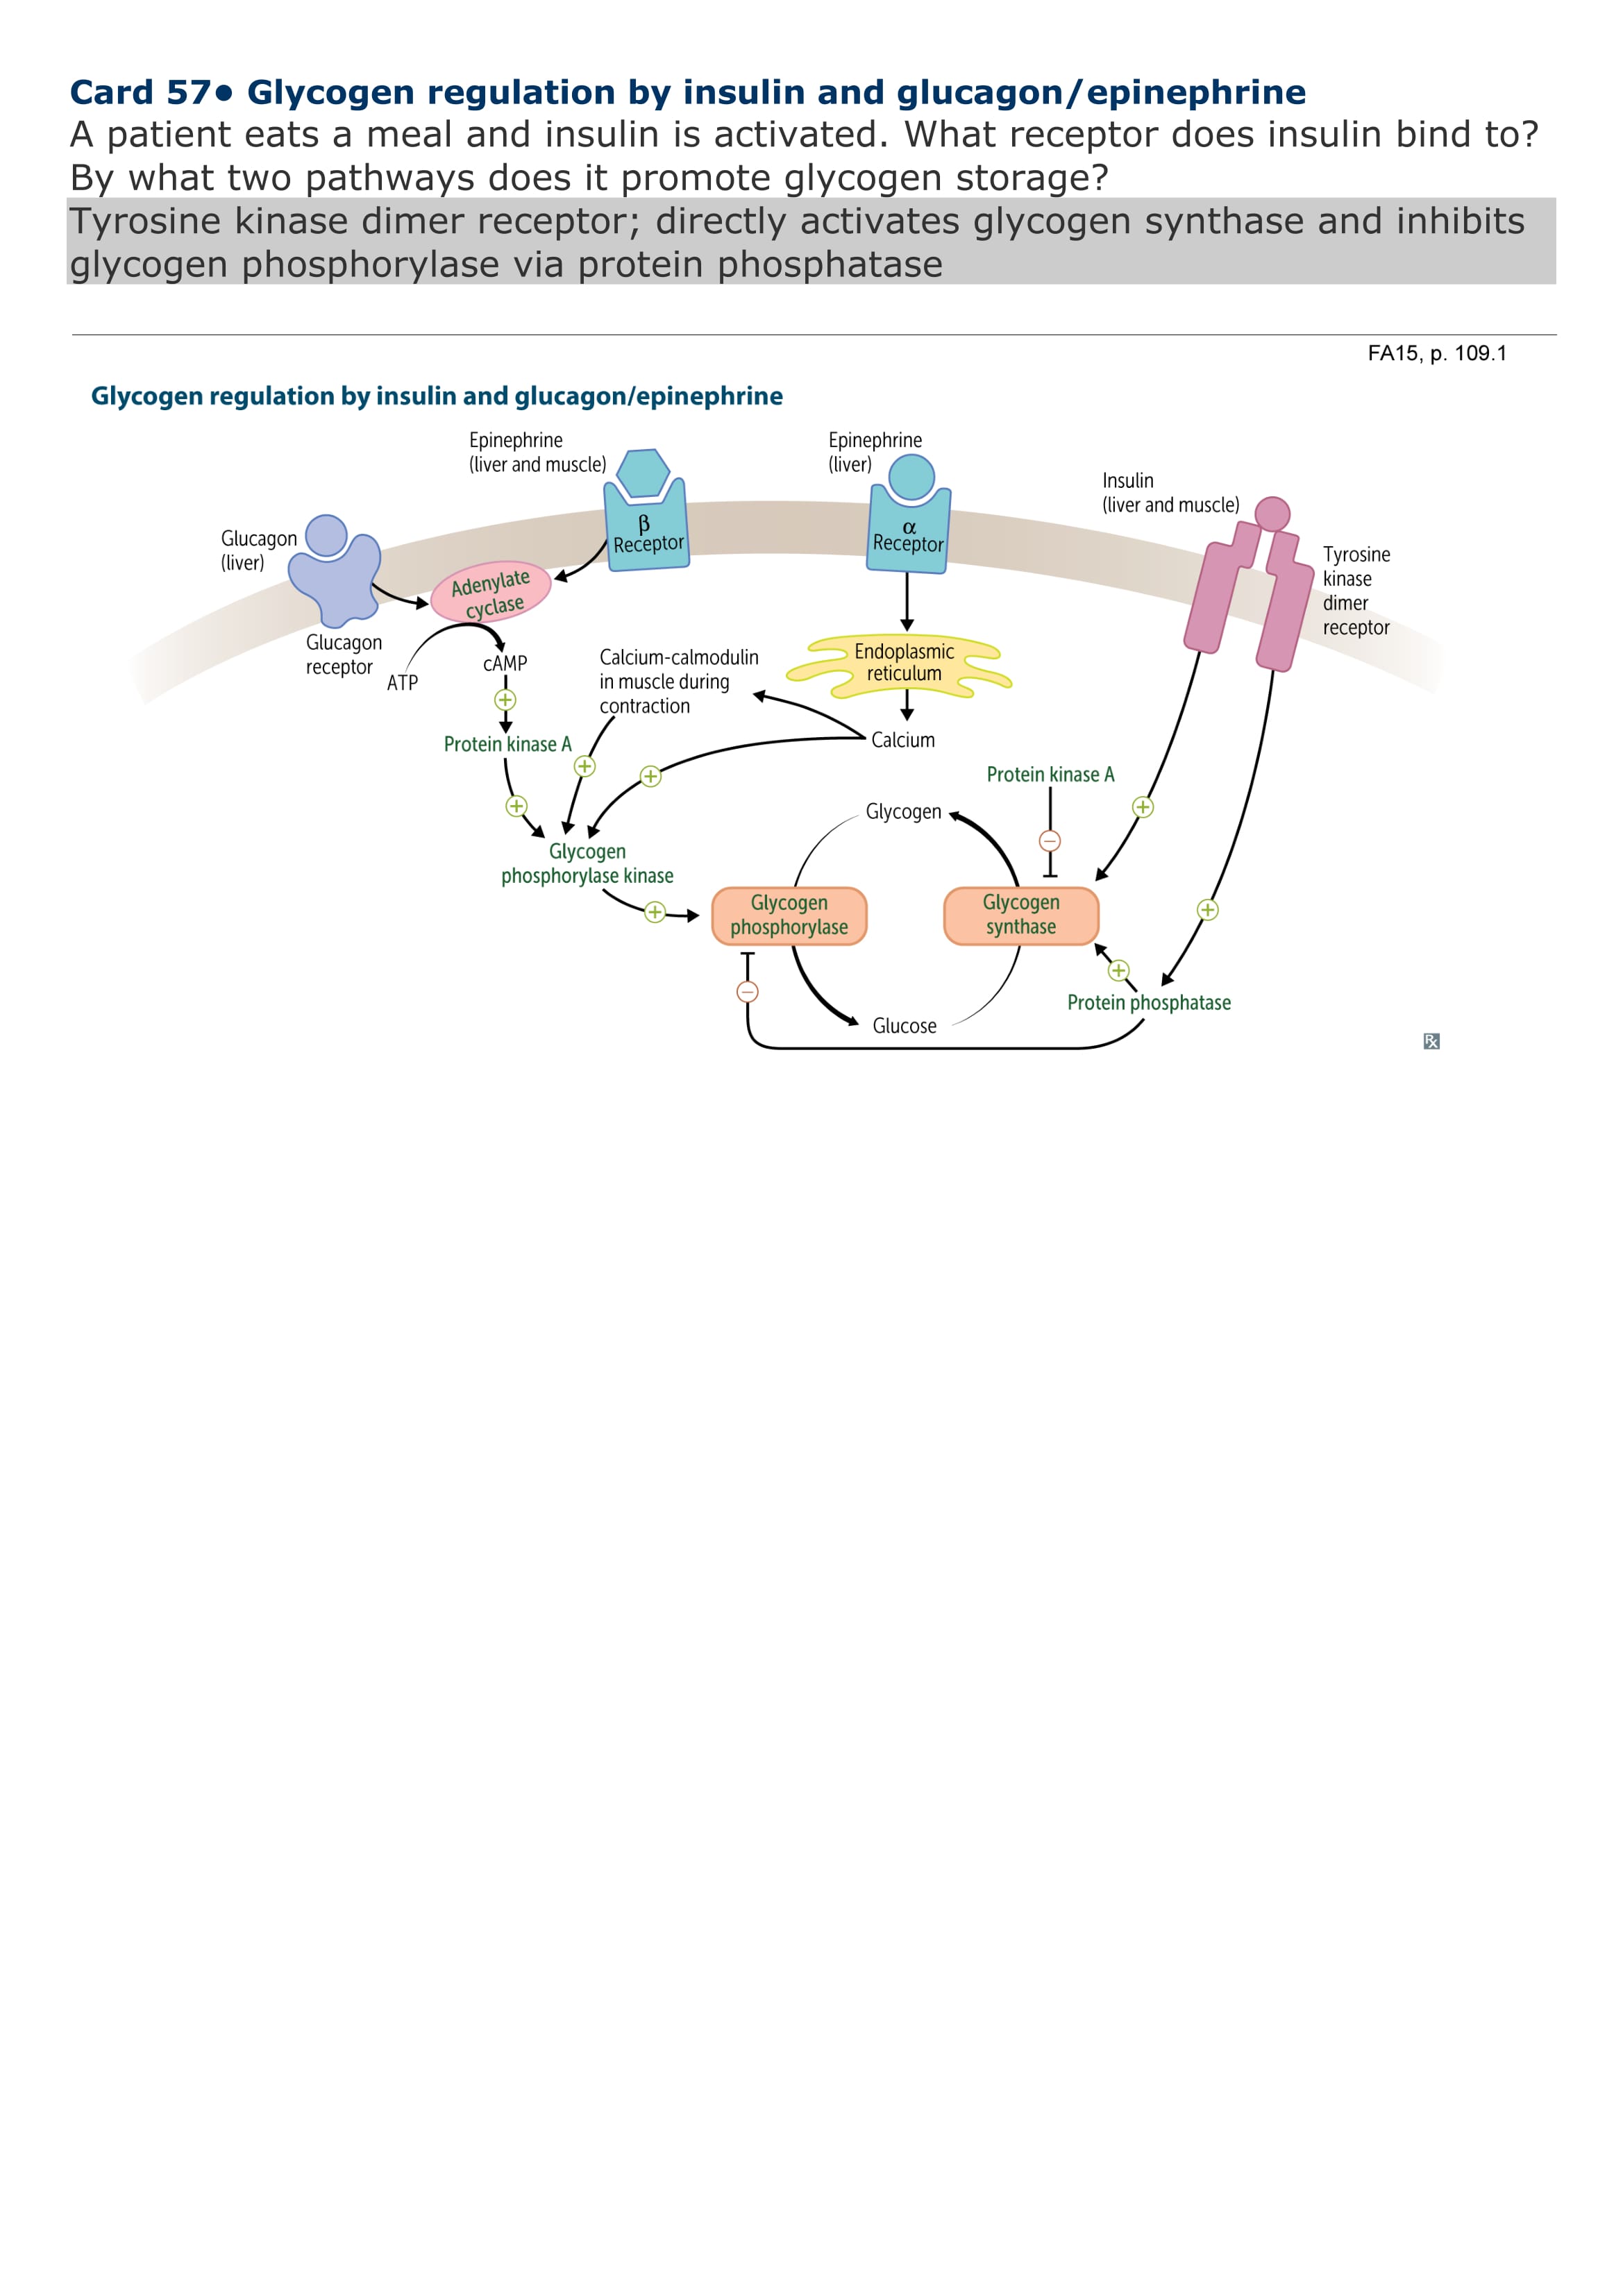 Card 57● Glycogen regulation by insulin and glucagon/epinephrine
A patient eats a meal and insulin is activated. What receptor does insulin bind to?
By what two pathways does it promote glycogen storage?
Tyrosine kinase dimer receptor; directly activates glycogen synthase and inhibits
glycogen phosphorylase via protein phosphatase
FA15, p. 109.1
Glycogen regulation by insulin and glucagon/epinephrine
Epinephrine
(liver and muscle)
β
Receptor
Epinephrine
(liver)
α
Receptor
Insulin
(liver and muscle)
Tyrosine
kinase
dimer
receptor
Glucagon
(liver)
Glucagon
receptor
Adenylate
cyclase
ATP
cAMP
+
Protein kinase A
+
Calcium-calmodulin
in muscle during
contraction
+
+
Endoplasmic
reticulum
Calcium
Glycogen
phosphorylase kinase
+
Protein kinase A
−
+
Glycogen
Glycogen
phosphorylase
Glycogen
synthase
+
+
−
Glucose
Protein phosphatase
Rx